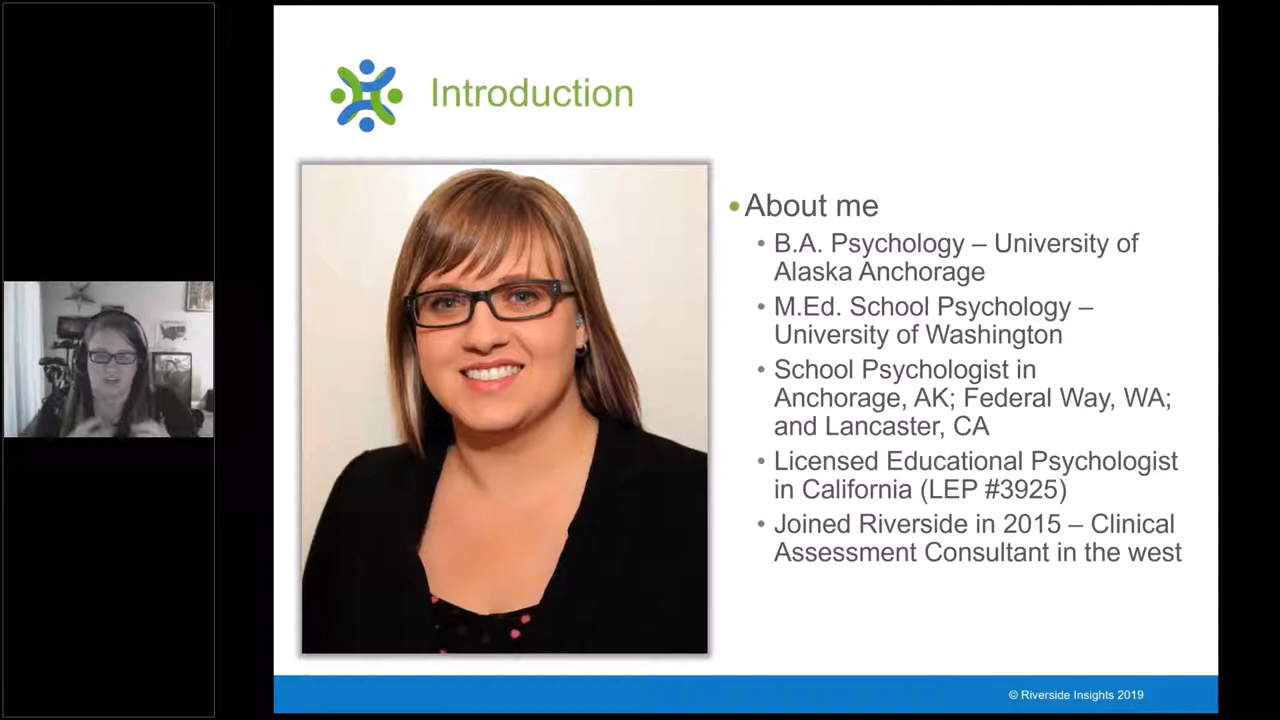 Introduction
•About me
• B.A. Psychology – University of
Alaska Anchorage
• M.Ed. School Psychology –
University of Washington
• School Psychologist in
Anchorage, AK; Federal Way, WA;
and Lancaster, CA
• Licensed Educational Psychologist
in California (LEP #3925)
• Joined Riverside in 2015 – Clinical
Assessment Consultant in the west
© Riverside Insights 2019